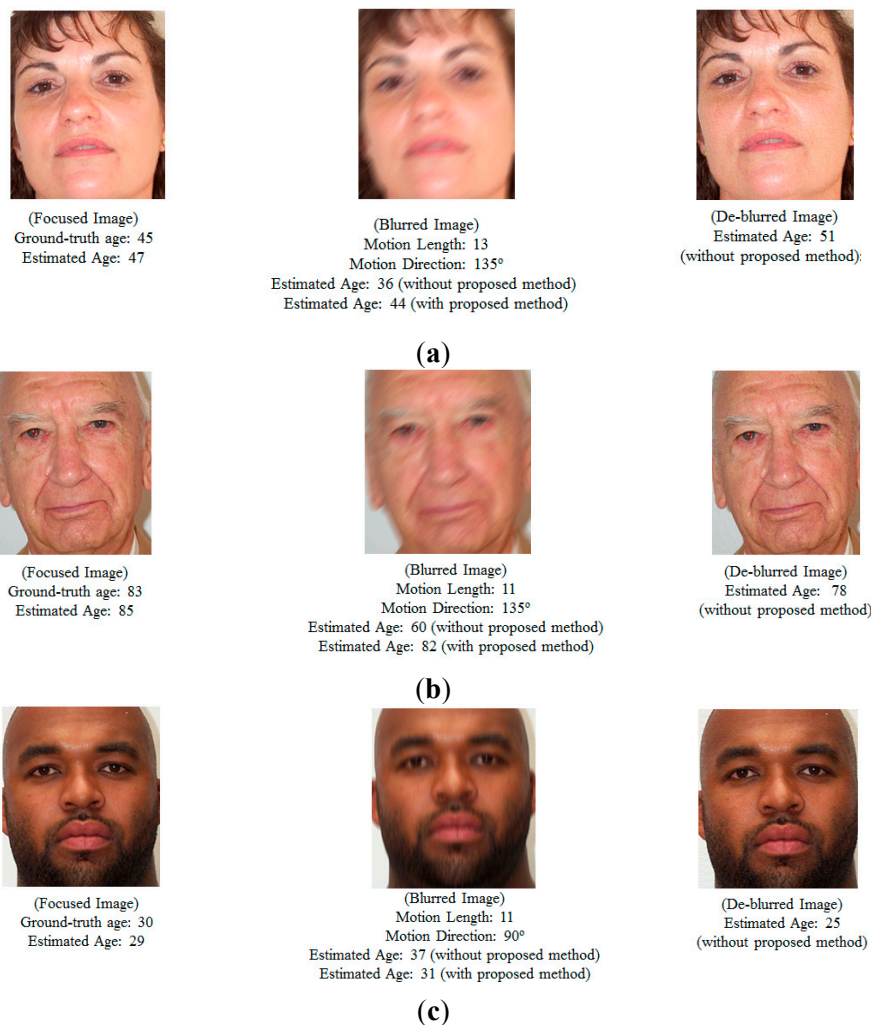 (Focused Image)
Ground-truth age: 45
Estimated Age: 47
(Blurred Image)
Motion Length: 13
Motion Direction: 135º
Estimated Age: 36 (without proposed method)
Estimated Age: 44 (with proposed method)
(De-blurred Image)
Estimated Age: 51
(without proposed method):
(a)
(Focused Image)
Ground-truth age: 83
Estimated Age: 85
(Blurred Image)
Motion Length: 11
Motion Direction: 135º
Estimated Age: 60 (without proposed method)
Estimated Age: 82 (with proposed method)
(De-blurred Image)
Estimated Age: 78
(without proposed method)
(b)
(Focused Image)
Ground-truth age: 30
Estimated Age: 29
(Blurred Image)
Motion Length: 11
Motion Direction: 90º
Estimated Age: 37 (without proposed method)
Estimated Age: 31 (with proposed method)
(De-blurred Image)
Estimated Age: 25
(without proposed method)
(c)